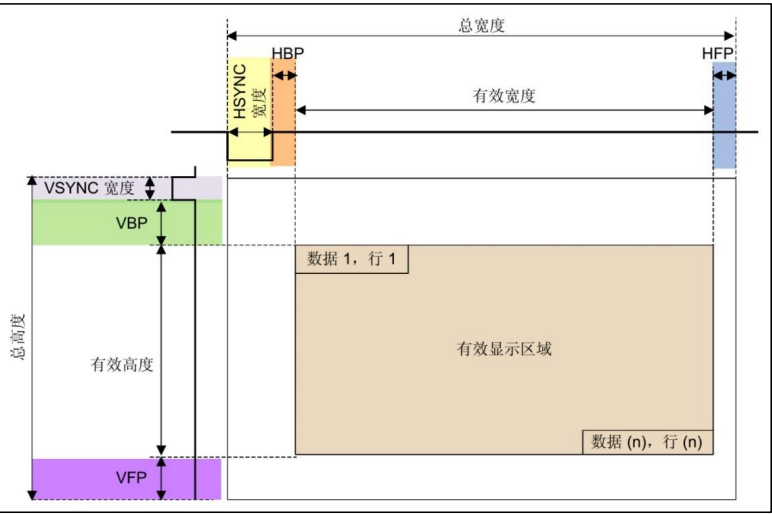 总宽度
HBP
HFP
HSYNC
宽度
有效宽度
VSYNC 宽度
VBP
数据 1，行 1
总高度
有效高度
有效显示区域
数据 (n)，行 (n)
VFP